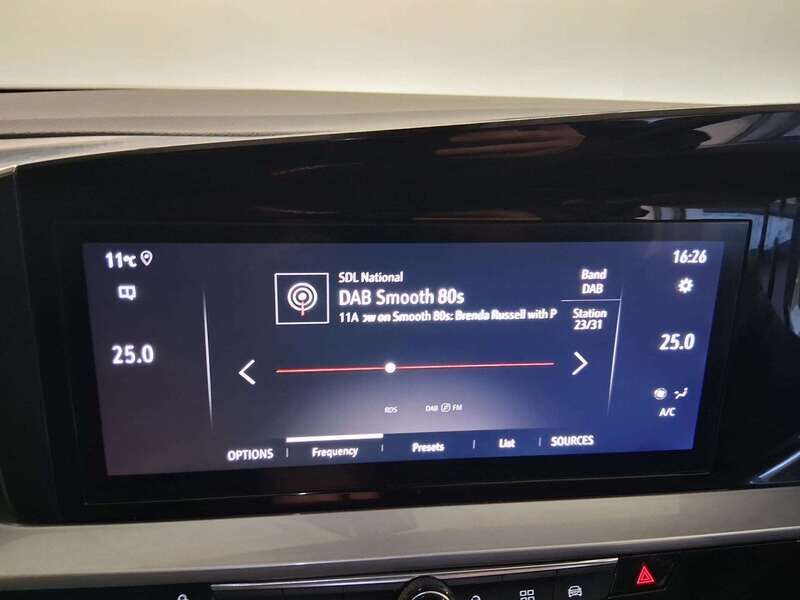 11°C
16:26
SDL National
DAB Smooth 80s
11A ow on Smooth 80s: Brenda Russell with P
Band
DAB
Station
23/31
25.0
25.0
A/C
RDS
DAB FM
OPTIONS
Frequency
Presets
List
SOURCES